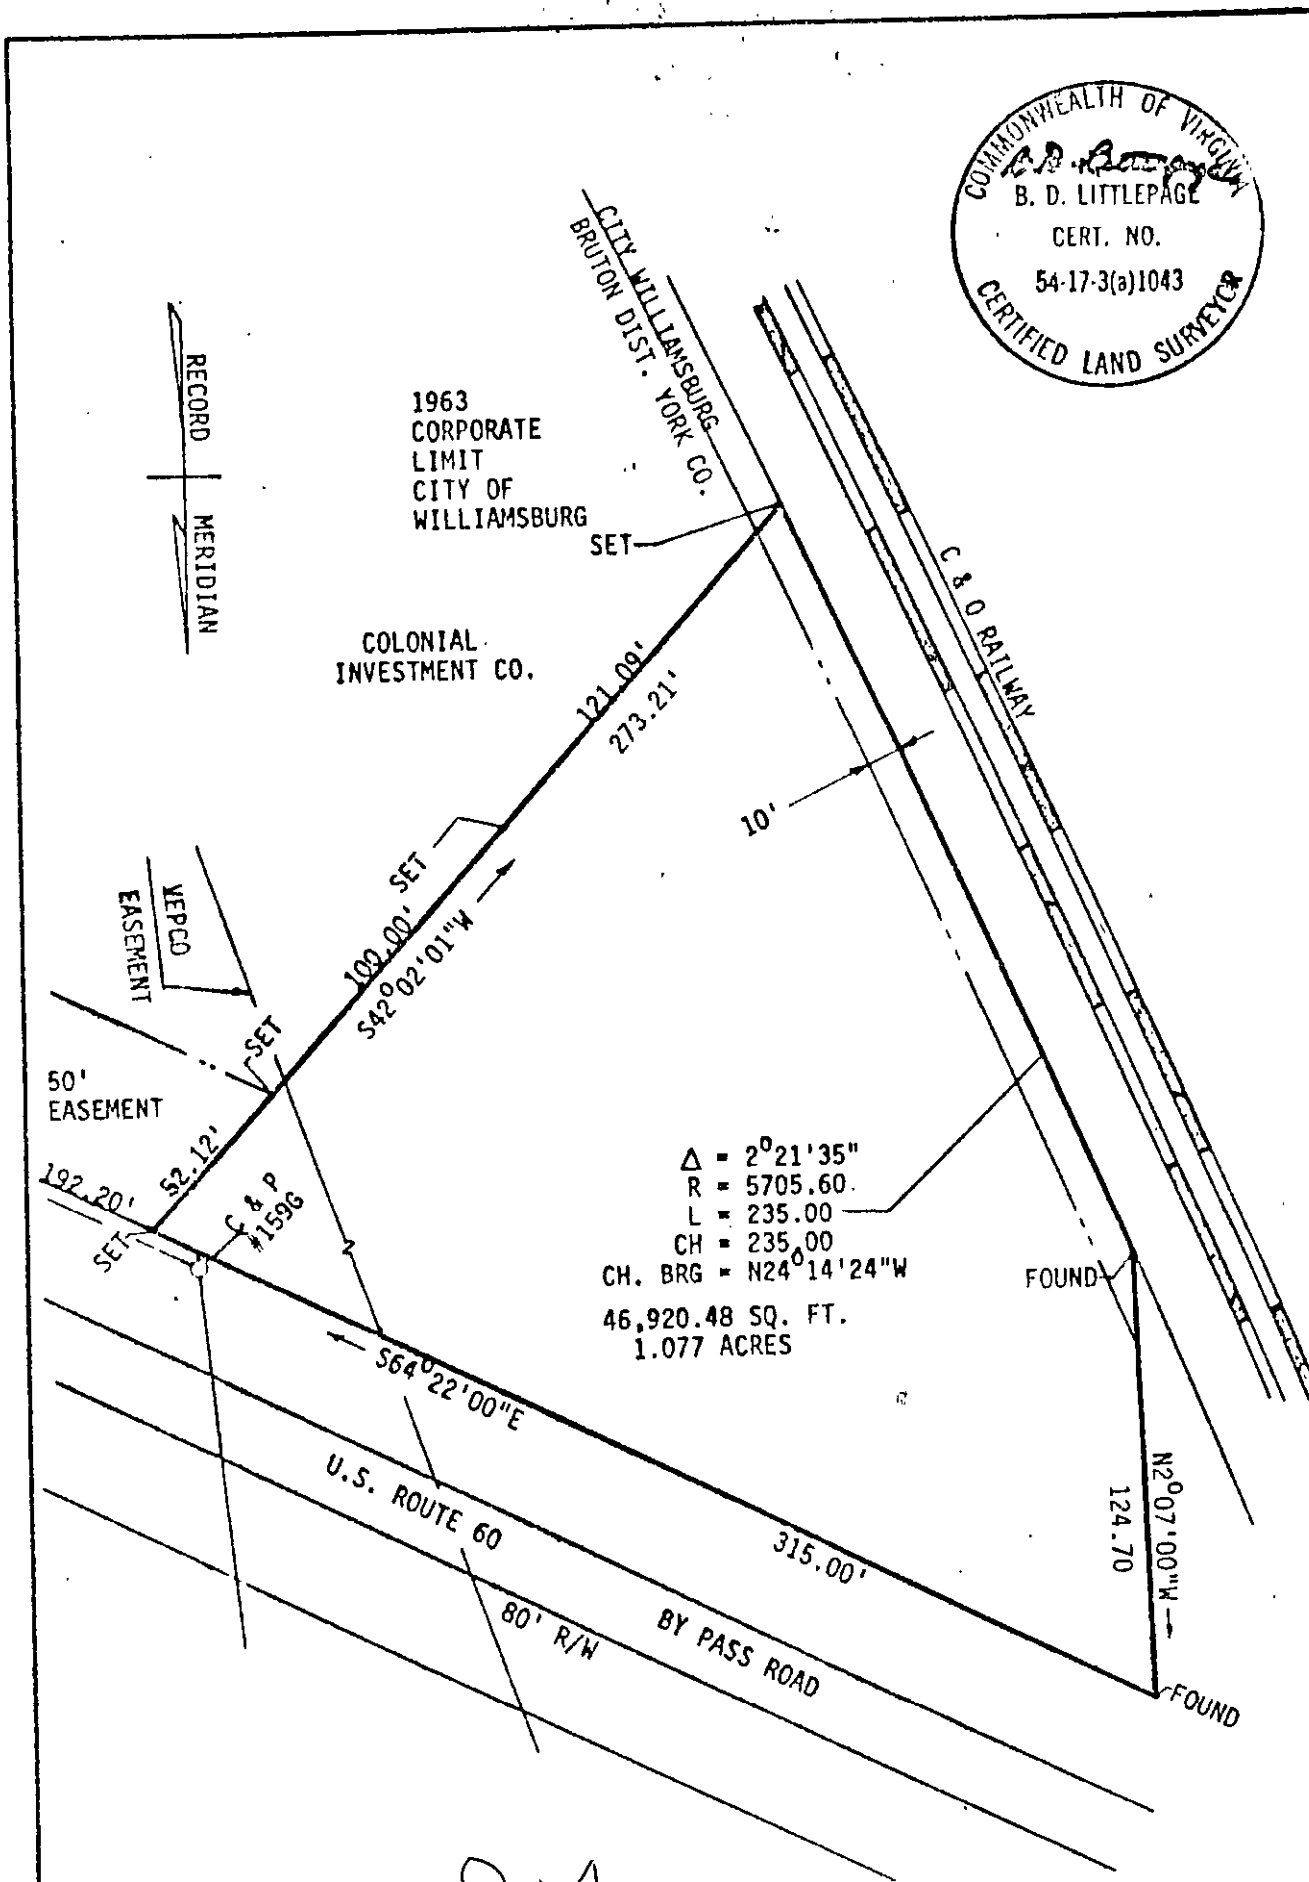 COMMONWEALTH OF VIRGINIA
B. D. LITTLEPAGE
CERT. NO.
54-17-3(a)1043
CERTIFIED LAND SURVEYOR
CITY WILLIAMSBURG
BRUTON DIST. YORK CO.
RECORD
MERIDIAN
1963
CORPORATE
LIMIT
CITY OF
WILLIAMSBURG
SET
C & O RAILWAY
COLONIAL
INVESTMENT CO.
121.09'
273.21'
10'
SET
100.00'
S42°02'01"W
VEPCO
EASEMENT
SET
50'
EASEMENT
52.12'
192.20'
SET
C & P
#159G
Δ = 2°21'35"
R = 5705.60
L = 235.00
CH = 235.00
CH. BRG = N24°14'24"W
46,920.48 SQ. FT.
1.077 ACRES
FOUND
S64°22'00"E
315.00'
N2°07'00"W
124.70
FOUND
U.S. ROUTE 60
BY PASS ROAD
80' R/W